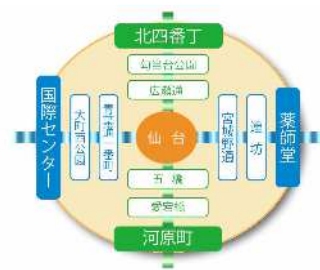 北四番丁
勾当台公園
広瀬通
国際センター
大町西公園
青葉通一番町
仙台
宮城野通
連坊
薬師堂
五橋
愛宕橋
河原町